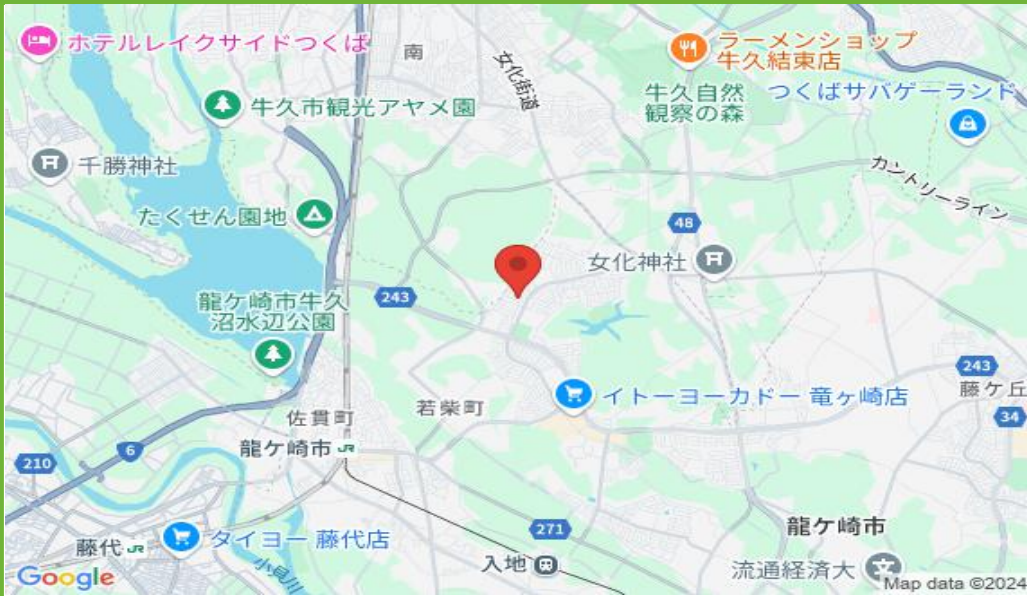 ホテルレイクサイドつくば
南
女化街道
ラーメンショップ
牛久結束店
牛久市観光アヤメ園
牛久自然
観察の森
つくばサバゲーランド
千勝神社
カントリーライン
たくせん園地
48
女化神社
243
龍ケ崎市牛久
沼水辺公園
243
イトーヨーカドー 竜ヶ崎店
藤ケ丘
若柴町
佐貫町
34
龍ケ崎市 JR
6
210
271
龍ケ崎市
タイヨー 藤代店
藤代 JR
小貝川
入地
流通経済大
Google
Map data ©2024